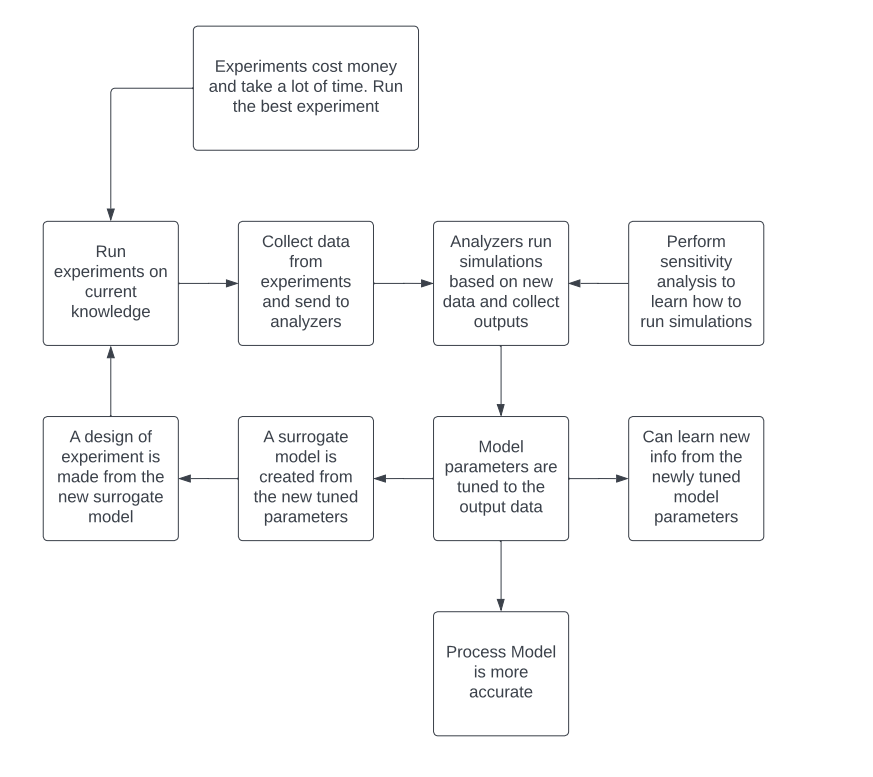 Experiments cost money
and take a lot of time. Run
the best experiment
Run
experiments on
current
knowledge
Collect data
from
experiments
and send to
analyzers
Analyzers run
simulations
based on new
data and collect
outputs
Perform
sensitivity
analysis to
learn how to
run simulations
A design of
experiment is
made from the
new surrogate
model
A surrogate
model is
created from
the new tuned
parameters
Model
parameters are
tuned to the
output data
Can learn new
info from the
newly tuned
model
parameters
Process Model
is more
accurate